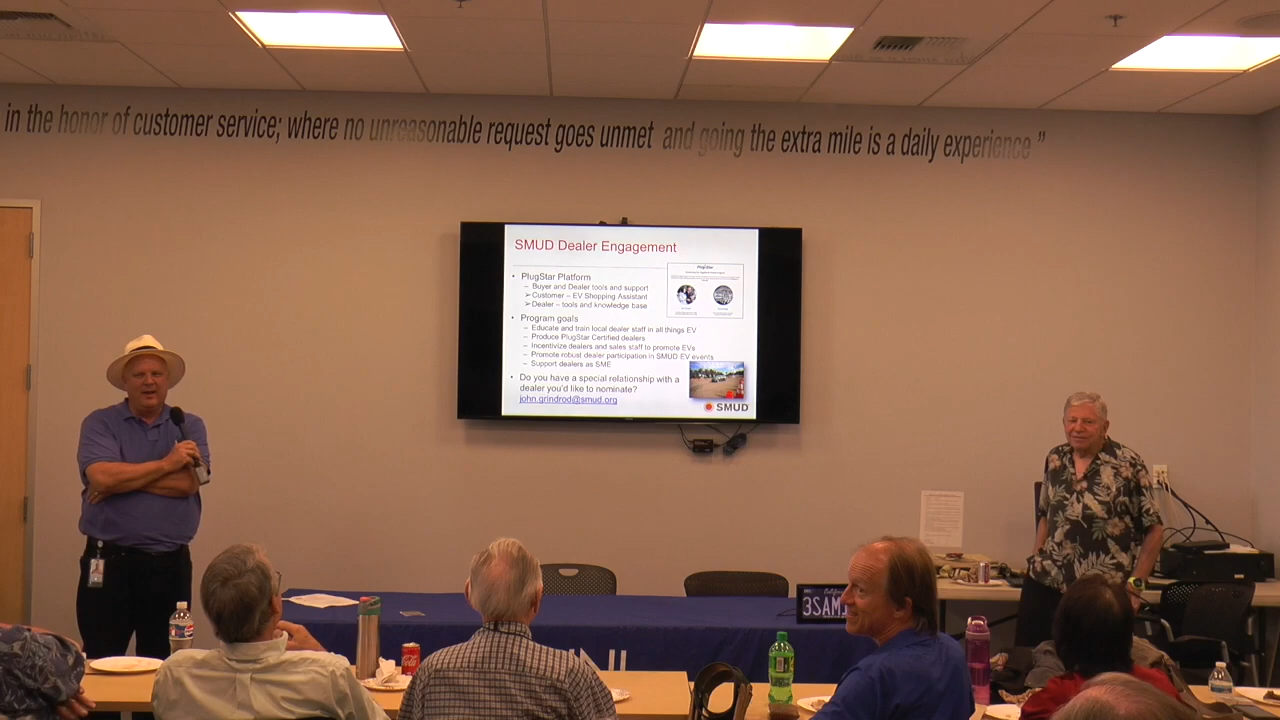 in the honor of customer service; where no unreasonable request goes unmet and going the extra mile is a daily experience ”
SMUD Dealer Engagement
• PlugStar Platform
– Buyer and Dealer tools and support
➢Customer – EV Shopping Assistant
➢Dealer – tools and knowledge base
• Program goals
– Educate and train local dealer staff in all things EV
– Produce PlugStar Certified dealers
– Incentivize dealers and sales staff to promote EVs
– Promote robust dealer participation in SMUD EV events
– Support dealers as SME
• Do you have a special relationship with a
dealer you'd like to nominate?
john.grindrod@smud.org
PlugStar
SMUD
California
3SAM